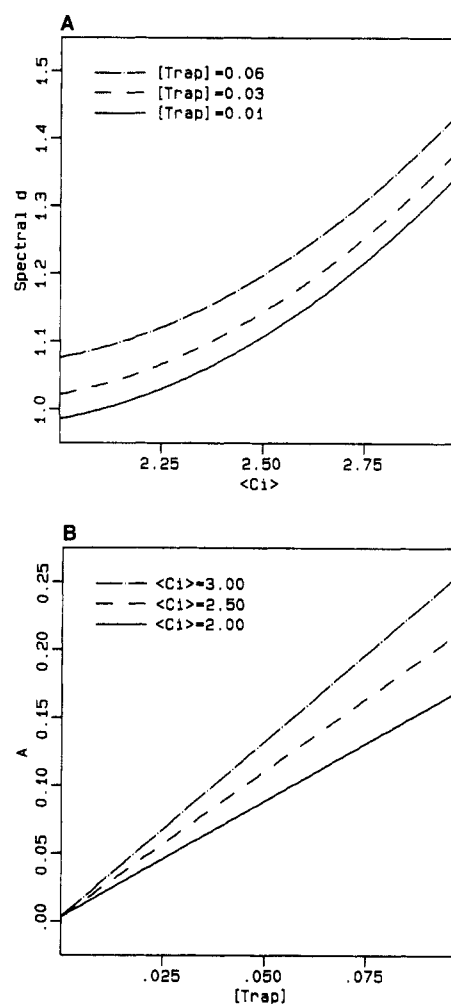 A
[Trap]=0.06
[Trap]=0.03
[Trap]=0.01
Spectral d
1.5
1.4
1.3
1.2
1.1
1.0
2.25 2.50 2.75
<Ci>
B
<Ci>=3.00
<Ci>=2.50
<Ci>=2.00
A
0.25
0.20
0.15
0.10
0.05
.00
.025 .050 .075
[Trap]